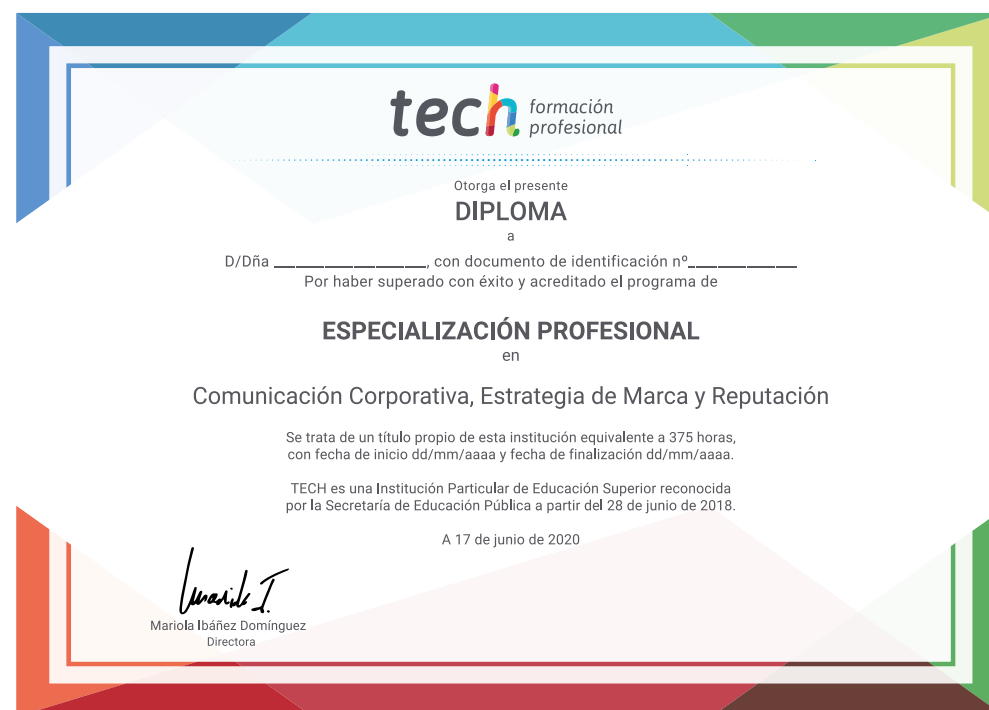 tech formación
profesional
Otorga el presente
DIPLOMA
a
D/Dña ______________, con documento de identificación nº__________
Por haber superado con éxito y acreditado el programa de
ESPECIALIZACIÓN PROFESIONAL
en
Comunicación Corporativa, Estrategia de Marca y Reputación
Se trata de un título propio de esta institución equivalente a 375 horas,
con fecha de inicio dd/mm/aaaa y fecha de finalización dd/mm/aaaa.
TECH es una Institución Particular de Educación Superior reconocida
por la Secretaría de Educación Pública a partir del 28 de junio de 2018.
A 17 de junio de 2020
Mariola Ibáñez Domínguez
Directora